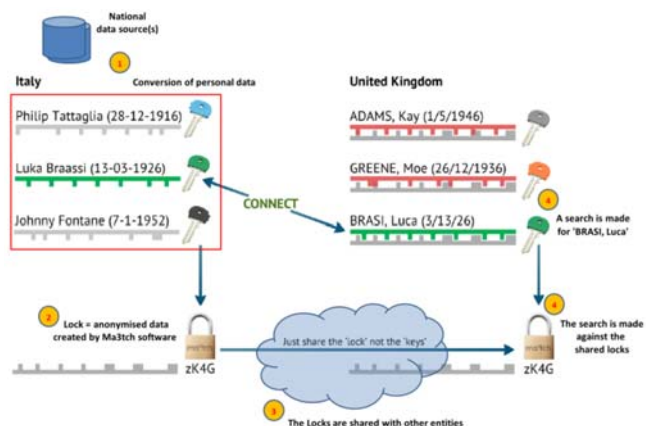 National
data source(s)
1
Italy
Conversion of personal data
United Kingdom
Philip Tattaglia (28-12-1916)
Luka Braassi (13-03-1926)
Johnny Fontane (7-1-1952)
CONNECT
ADAMS, Kay (1/5/1946)
GREENE, Moe (26/12/1936)
BRASI, Luca (3/13/26)
4
A search is made
for 'BRASI, Luca'
2
Lock = anonymised data
created by Ma3tch software
ma3tch
zK4G
Just share the 'lock' not the 'keys'
3
The Locks are shared with other entities
4
ma3tch
zK4G
The search is made
against the
shared locks